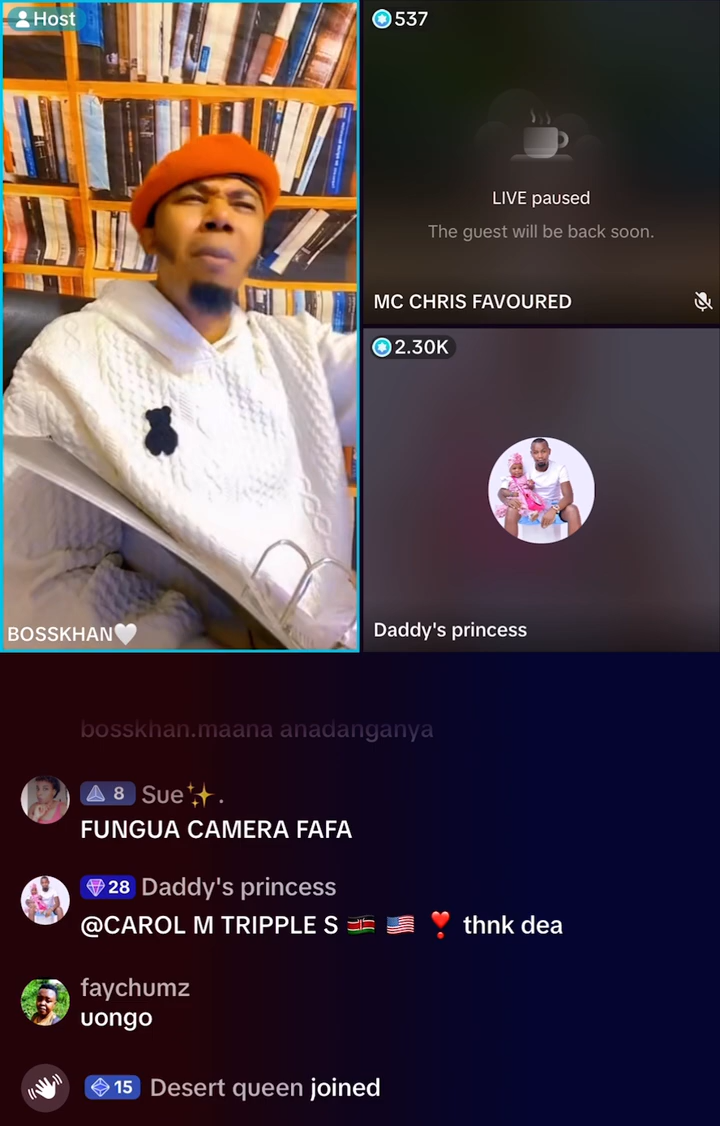 Host
BOSSKHAN🤍
537
LIVE paused
The guest will be back soon.
MC CHRIS FAVOURED
2.30K
Daddy's princess
bosskhan.maana anadanganya
8 Sue✨.
FUNGUA CAMERA FAFA
28 Daddy's princess
@CAROL M TRIPPLE S 🇰🇪 🇺🇸 ❣️ thnk dea
faychumz
uongo
15 Desert queen joined